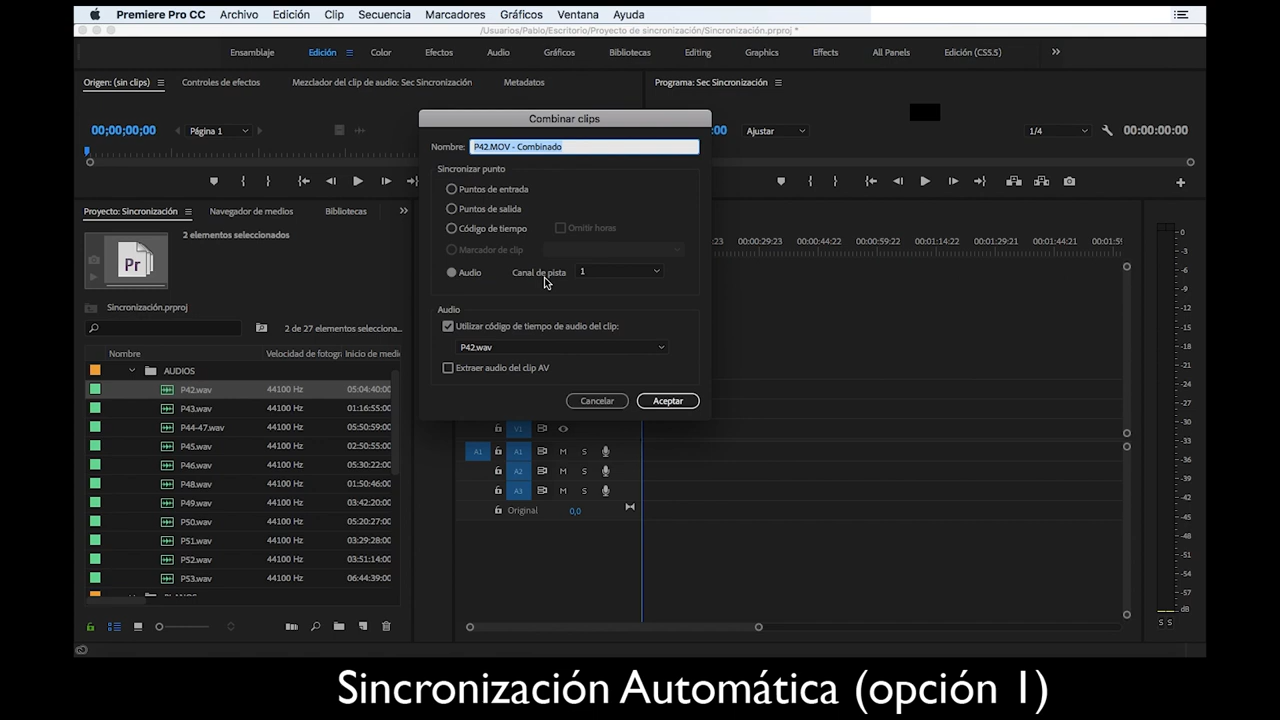 Premiere Pro CC Archivo Edición Clip Secuencia Marcadores Gráficos Ventana Ayuda
/Usuarios/Pablo/Escritorio/Proyecto de sincronización/Sincronización.prproj *
Ensamblaje Edición Color Efectos Audio Gráficos Bibliotecas Editing Graphics Effects All Panels Edición (CS5.5)
Origen: (sin clips) Controles de efectos Mezclador del clip de audio: Sec Sincronización Metadatos Programa: Sec Sincronización
Combinar clips
00;00;00;00 Página 1 :00 Ajustar 1/4 00:00:00:00
Nombre: P42.MOV - Combinado
Sincronizar punto
Puntos de entrada
Puntos de salida
Código de tiempo Omitir horas
Marcador de clip
Audio Canal de pista 1
Audio
Utilizar código de tiempo de audio del clip:
P42.wav
Extraer audio del clip AV
Cancelar Aceptar
Proyecto: Sincronización Navegador de medios Bibliotecas
2 elementos seleccionados
Pr
Sincronización.prproj
2 de 27 elementos selecciona...
Nombre Velocidad de fotogr Inicio de medi
AUDIOS
P42.wav 44100 Hz 05:04:40:00
P43.wav 44100 Hz 01:16:55:00
P44-47.wav 44100 Hz 05:50:59:00
P45.wav 44100 Hz 02:50:55:00
P46.wav 44100 Hz 05:30:22:00
P48.wav 44100 Hz 01:50:46:00
P49.wav 44100 Hz 03:42:20:00
P50.wav 44100 Hz 05:20:27:00
P51.wav 44100 Hz 03:29:28:00
P52.wav 44100 Hz 03:51:14:00
P53.wav 44100 Hz 06:44:39:00
:23 00:00:29:23 00:00:44:22 00:00:59:22 00:01:14:22 00:01:29:21 00:01:44:21 00:01:59
V1
A1 A1 M S
A2 M S
A3 M S
Original 0,0
0
-3
-6
-9
-12
-15
-18
-21
-24
-27
-30
-33
-36
-39
-42
-45
-48
-51
-54
-57
dB
S S
Sincronización Automática (opción 1)